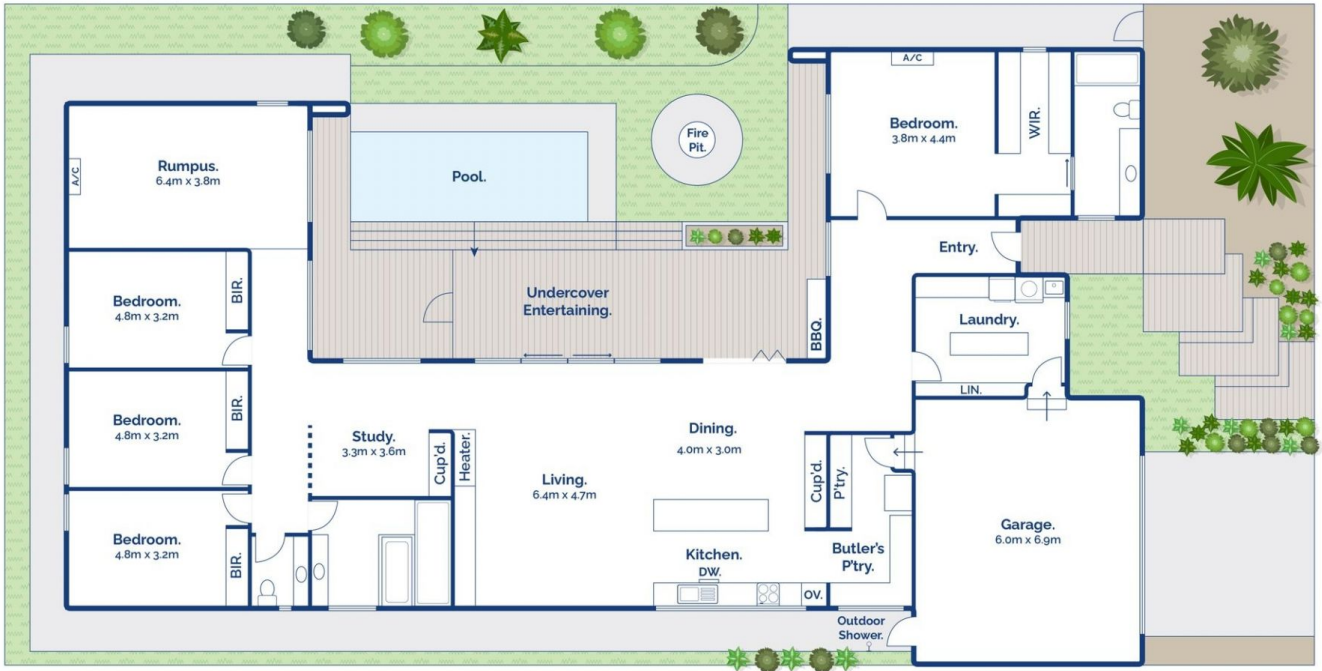 A/C
Bedroom.
3.8m x 4.4m
WIR.
Fire
Pit.
Rumpus.
6.4m x 3.8m
A/C
Pool.
Entry.
Bedroom.
4.8m x 3.2m
BIR.
Undercover
Entertaining.
BBQ.
Laundry.
LIN.
Bedroom.
4.8m x 3.2m
BIR.
Study.
3.3m x 3.6m
Cup'd.
Heater.
Living.
6.4m x 4.7m
Dining.
4.0m x 3.0m
Cup'd.
P'try.
Garage.
6.0m x 6.9m
Bedroom.
4.8m x 3.2m
BIR.
Kitchen.
DW.
OV.
Butler's
P'try.
Outdoor
Shower.